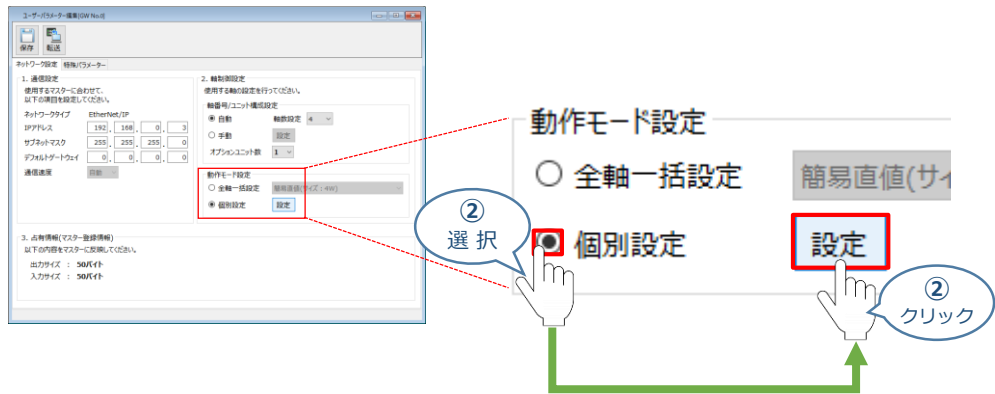 ユーザーパラメーター編集[GW No.0]
保存 転送
ネットワーク設定 特殊パラメーター
1. 通信設定
使用するマスターに合わせて、
以下の項目を設定してください。
ネットワークタイプ EtherNet/IP
IPアドレス 192 . 168 . 0 . 3
サブネットマスク 255 . 255 . 255 . 0
デフォルトゲートウェイ 0 . 0 . 0 . 0
通信速度 自動
2. 軸制御設定
使用する軸の設定を行ってください。
軸番号/ユニット構成設定
自動 軸数設定 4
手動 設定
オプションユニット数 1
動作モード設定
全軸一括設定 簡易直値(サイズ:4W)
個別設定 設定
3. 占有情報(マスター登録情報)
以下の内容をマスターに反映してください。
出力サイズ : 50バイト
入力サイズ : 50バイト
動作モード設定
全軸一括設定 簡易直値(サイ
個別設定 設定
②
選 択
②
クリック